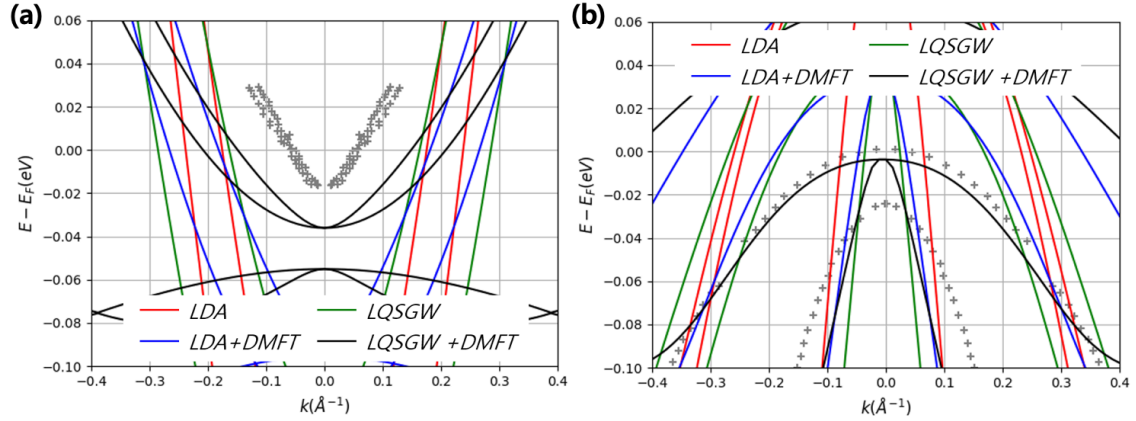 (a)
0.06
0.04
0.02
0.00
−0.02
−0.04
−0.06
−0.08
−0.10
E − E_F(eV)
LDA
LQSGW
LDA+DMFT
LQSGW +DMFT
−0.4 −0.3 −0.2 −0.1 0.0 0.1 0.2 0.3 0.4
k(Å⁻¹)
(b)
0.06
0.04
0.02
0.00
−0.02
−0.04
−0.06
−0.08
−0.10
E − E_F(eV)
LDA
LQSGW
LDA+DMFT
LQSGW +DMFT
−0.4 −0.3 −0.2 −0.1 0.0 0.1 0.2 0.3 0.4
k(Å⁻¹)